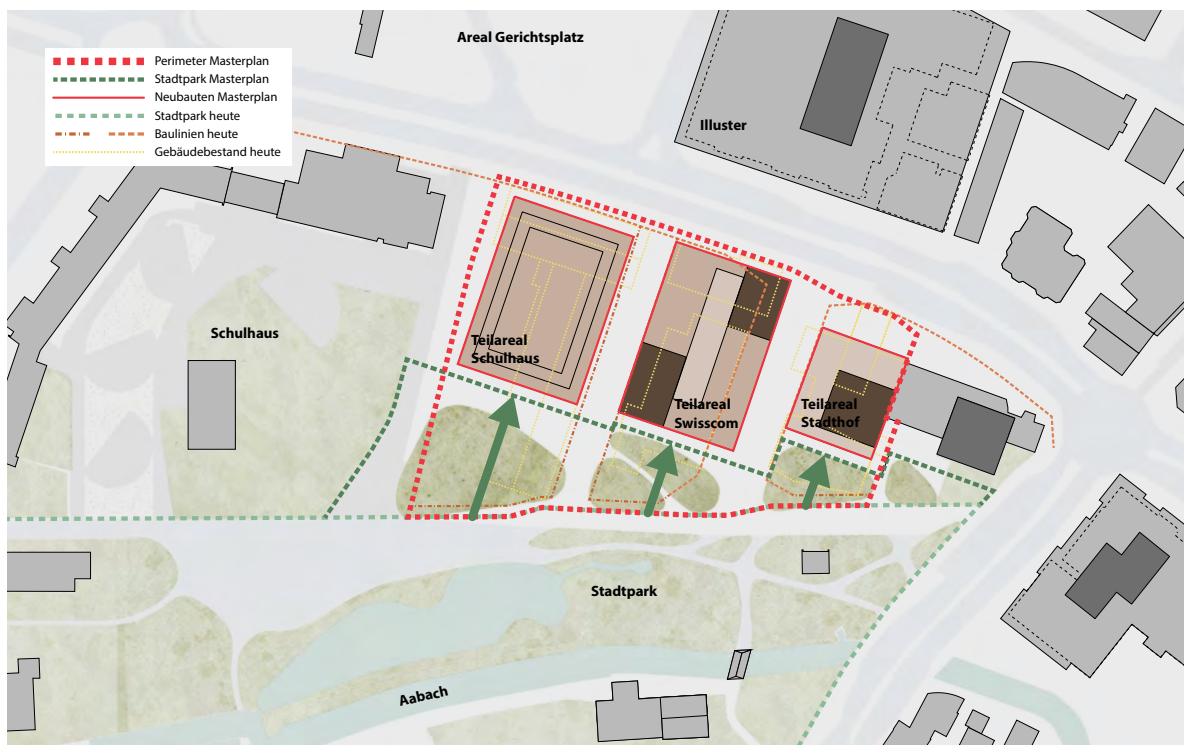 Areal Gerichtsplatz
Perimeter Masterplan
Stadtpark Masterplan
Neubauten Masterplan
Stadtpark heute
Baulinien heute
Gebäudebestand heute
Illuster
Schulhaus
Teilareal
Schulhaus
Teilareal
Swisscom
Teilareal
Stadthof
Stadtpark
Aabach